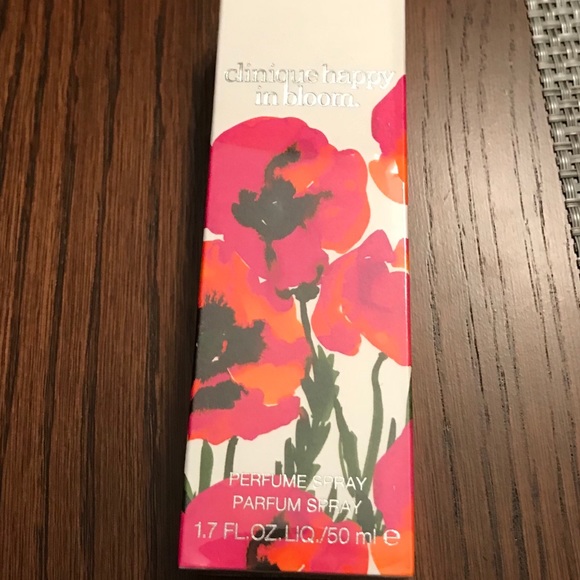 clinique happy
in bloom.
PERFUME SPRAY
PARFUM SPRAY
1.7 FL.OZ.LIQ./50 ml e